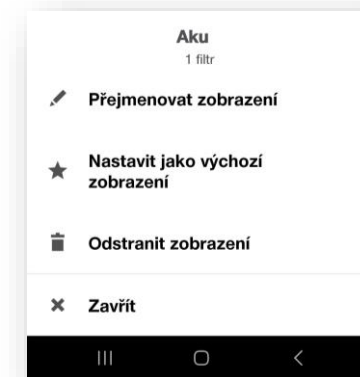 Aku
1 filtr
Přejmenovat zobrazení
Nastavit jako výchozí
zobrazení
Odstranit zobrazení
Zavřít